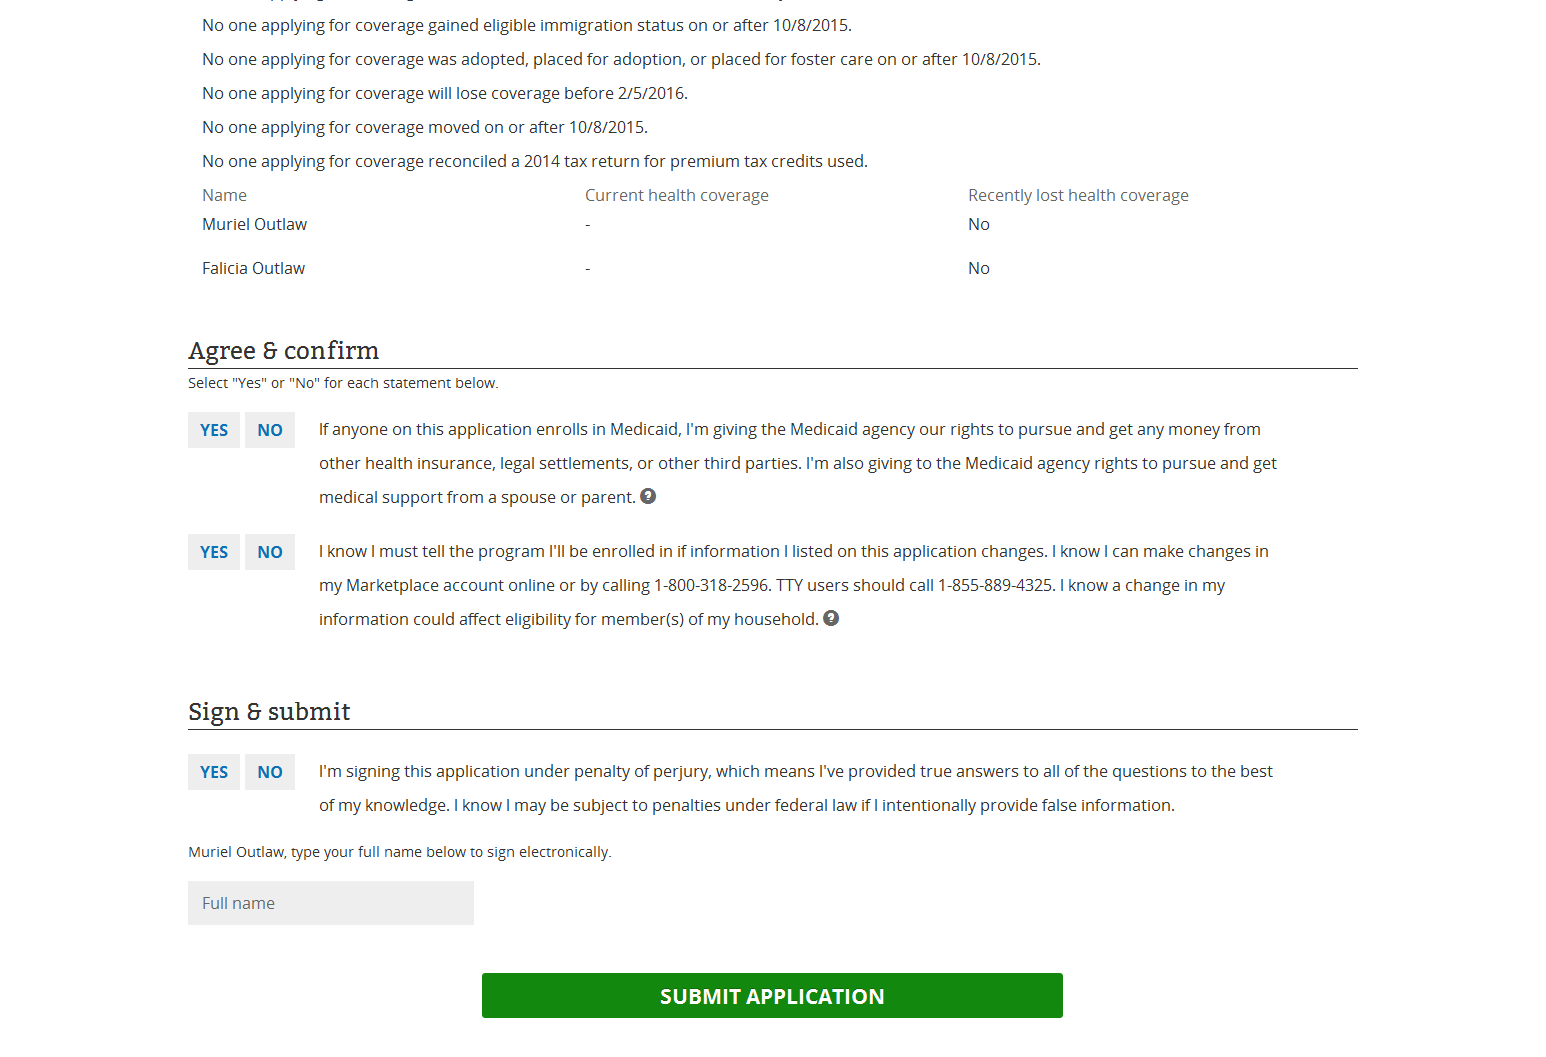 No one applying for coverage gained eligible immigration status on or after 10/8/2015.
No one applying for coverage was adopted, placed for adoption, or placed for foster care on or after 10/8/2015.
No one applying for coverage will lose coverage before 2/5/2016.
No one applying for coverage moved on or after 10/8/2015.
No one applying for coverage reconciled a 2014 tax return for premium tax credits used.
Name Current health coverage Recently lost health coverage
Muriel Outlaw - No
Falicia Outlaw - No
Agree & confirm
Select "Yes" or "No" for each statement below.
YES NO If anyone on this application enrolls in Medicaid, I'm giving the Medicaid agency our rights to pursue and get any money from
other health insurance, legal settlements, or other third parties. I'm also giving to the Medicaid agency rights to pursue and get
medical support from a spouse or parent. ?
YES NO I know I must tell the program I'll be enrolled in if information I listed on this application changes. I know I can make changes in
my Marketplace account online or by calling 1-800-318-2596. TTY users should call 1-855-889-4325. I know a change in my
information could affect eligibility for member(s) of my household. ?
Sign & submit
YES NO I'm signing this application under penalty of perjury, which means I've provided true answers to all of the questions to the best
of my knowledge. I know I may be subject to penalties under federal law if I intentionally provide false information.
Muriel Outlaw, type your full name below to sign electronically.
Full name
SUBMIT APPLICATION